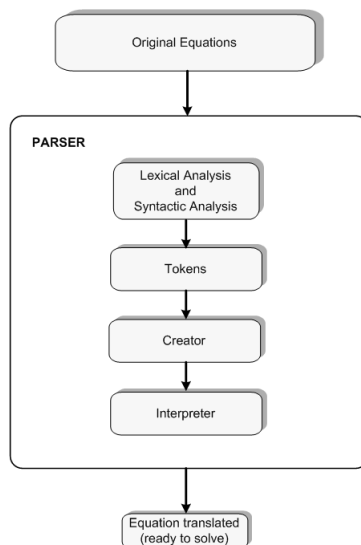 Original Equations
PARSER
Lexical Analysis
and
Syntactic Analysis
Tokens
Creator
Interpreter
Equation translated
(ready to solve)